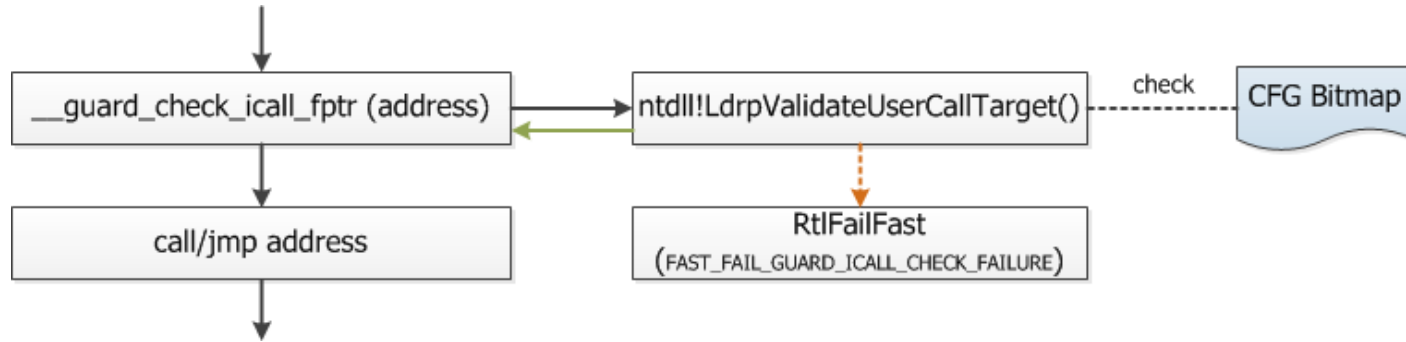 __guard_check_icall_fptr (address)
ntdll!LdrpValidateUserCallTarget()
check
CFG Bitmap
call/jmp address
RtlFailFast
(FAST_FAIL_GUARD_ICALL_CHECK_FAILURE)